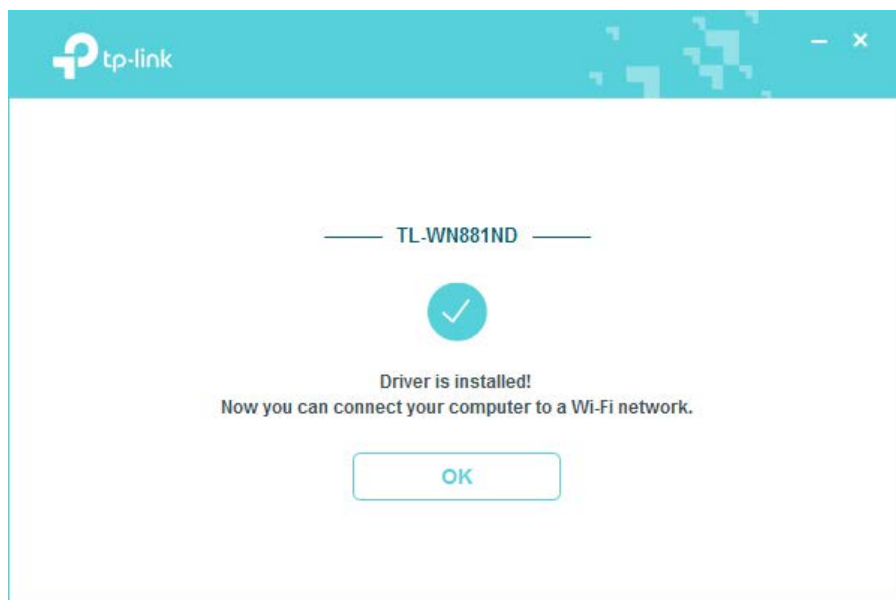 tp-link
TL-WN881ND
Driver is installed!
Now you can connect your computer to a Wi-Fi network.
OK